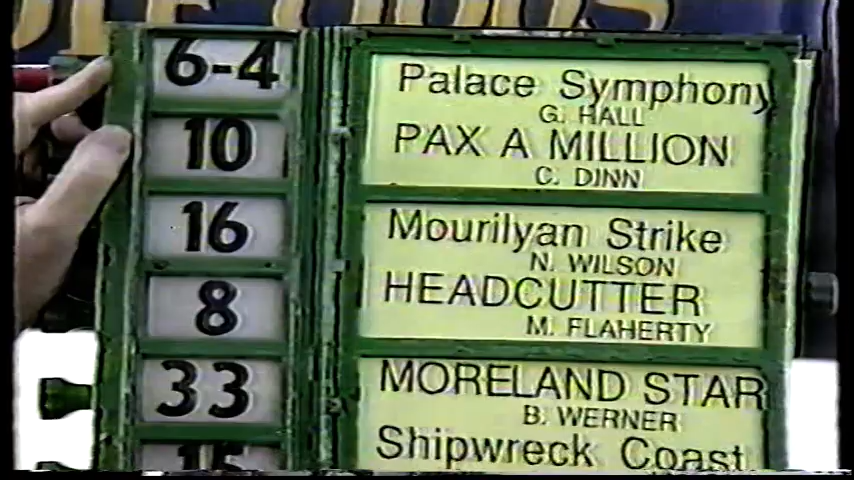 6-4 Palace Symphony
G. HALL
10 PAX A MILLION
C. DINN
16 Mourilyan Strike
N. WILSON
8 HEADCUTTER
M. FLAHERTY
33 MORELAND STAR
B. WERNER
15 Shipwreck Coast